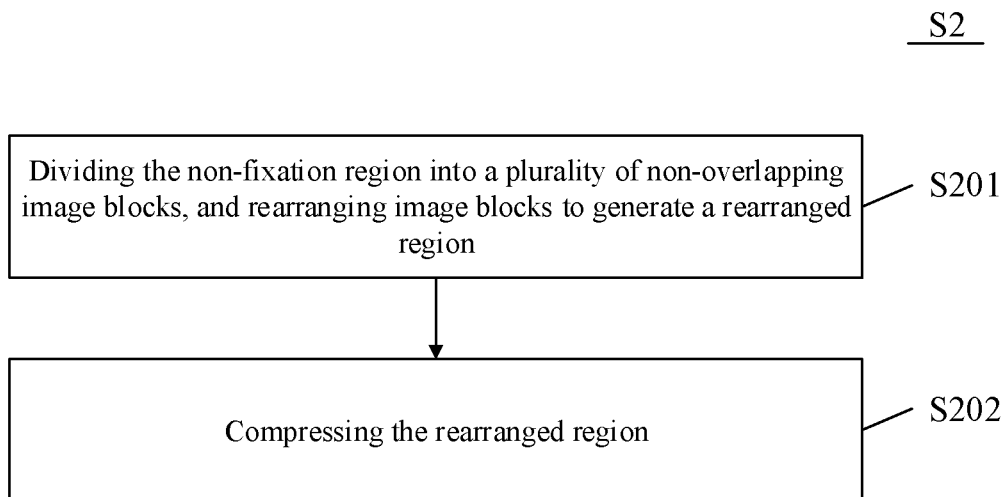 S2
Dividing the non-fixation region into a plurality of non-overlapping
image blocks, and rearranging image blocks to generate a rearranged
region
S201
Compressing the rearranged region
S202